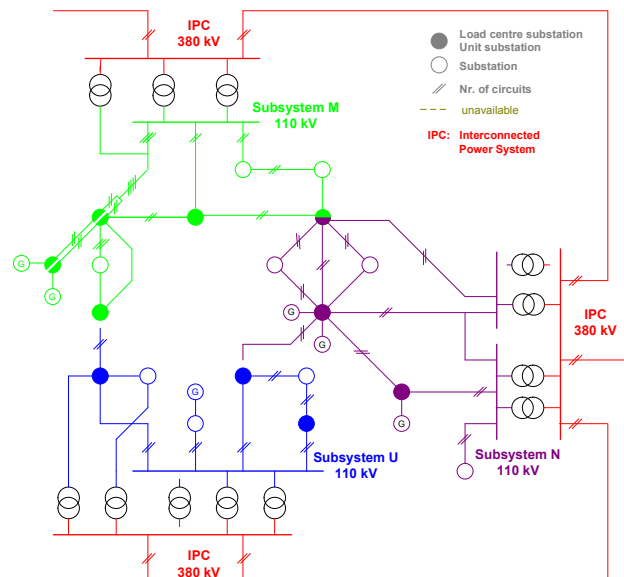 IPC
380 kV
Load centre substation
Unit substation
Substation
Nr. of circuits
unavailable
IPC: Interconnected
Power System
Subsystem M
110 kV
G
G
G
G
IPC
380 kV
G
G
Subsystem U
110 kV
Subsystem N
110 kV
IPC
380 kV